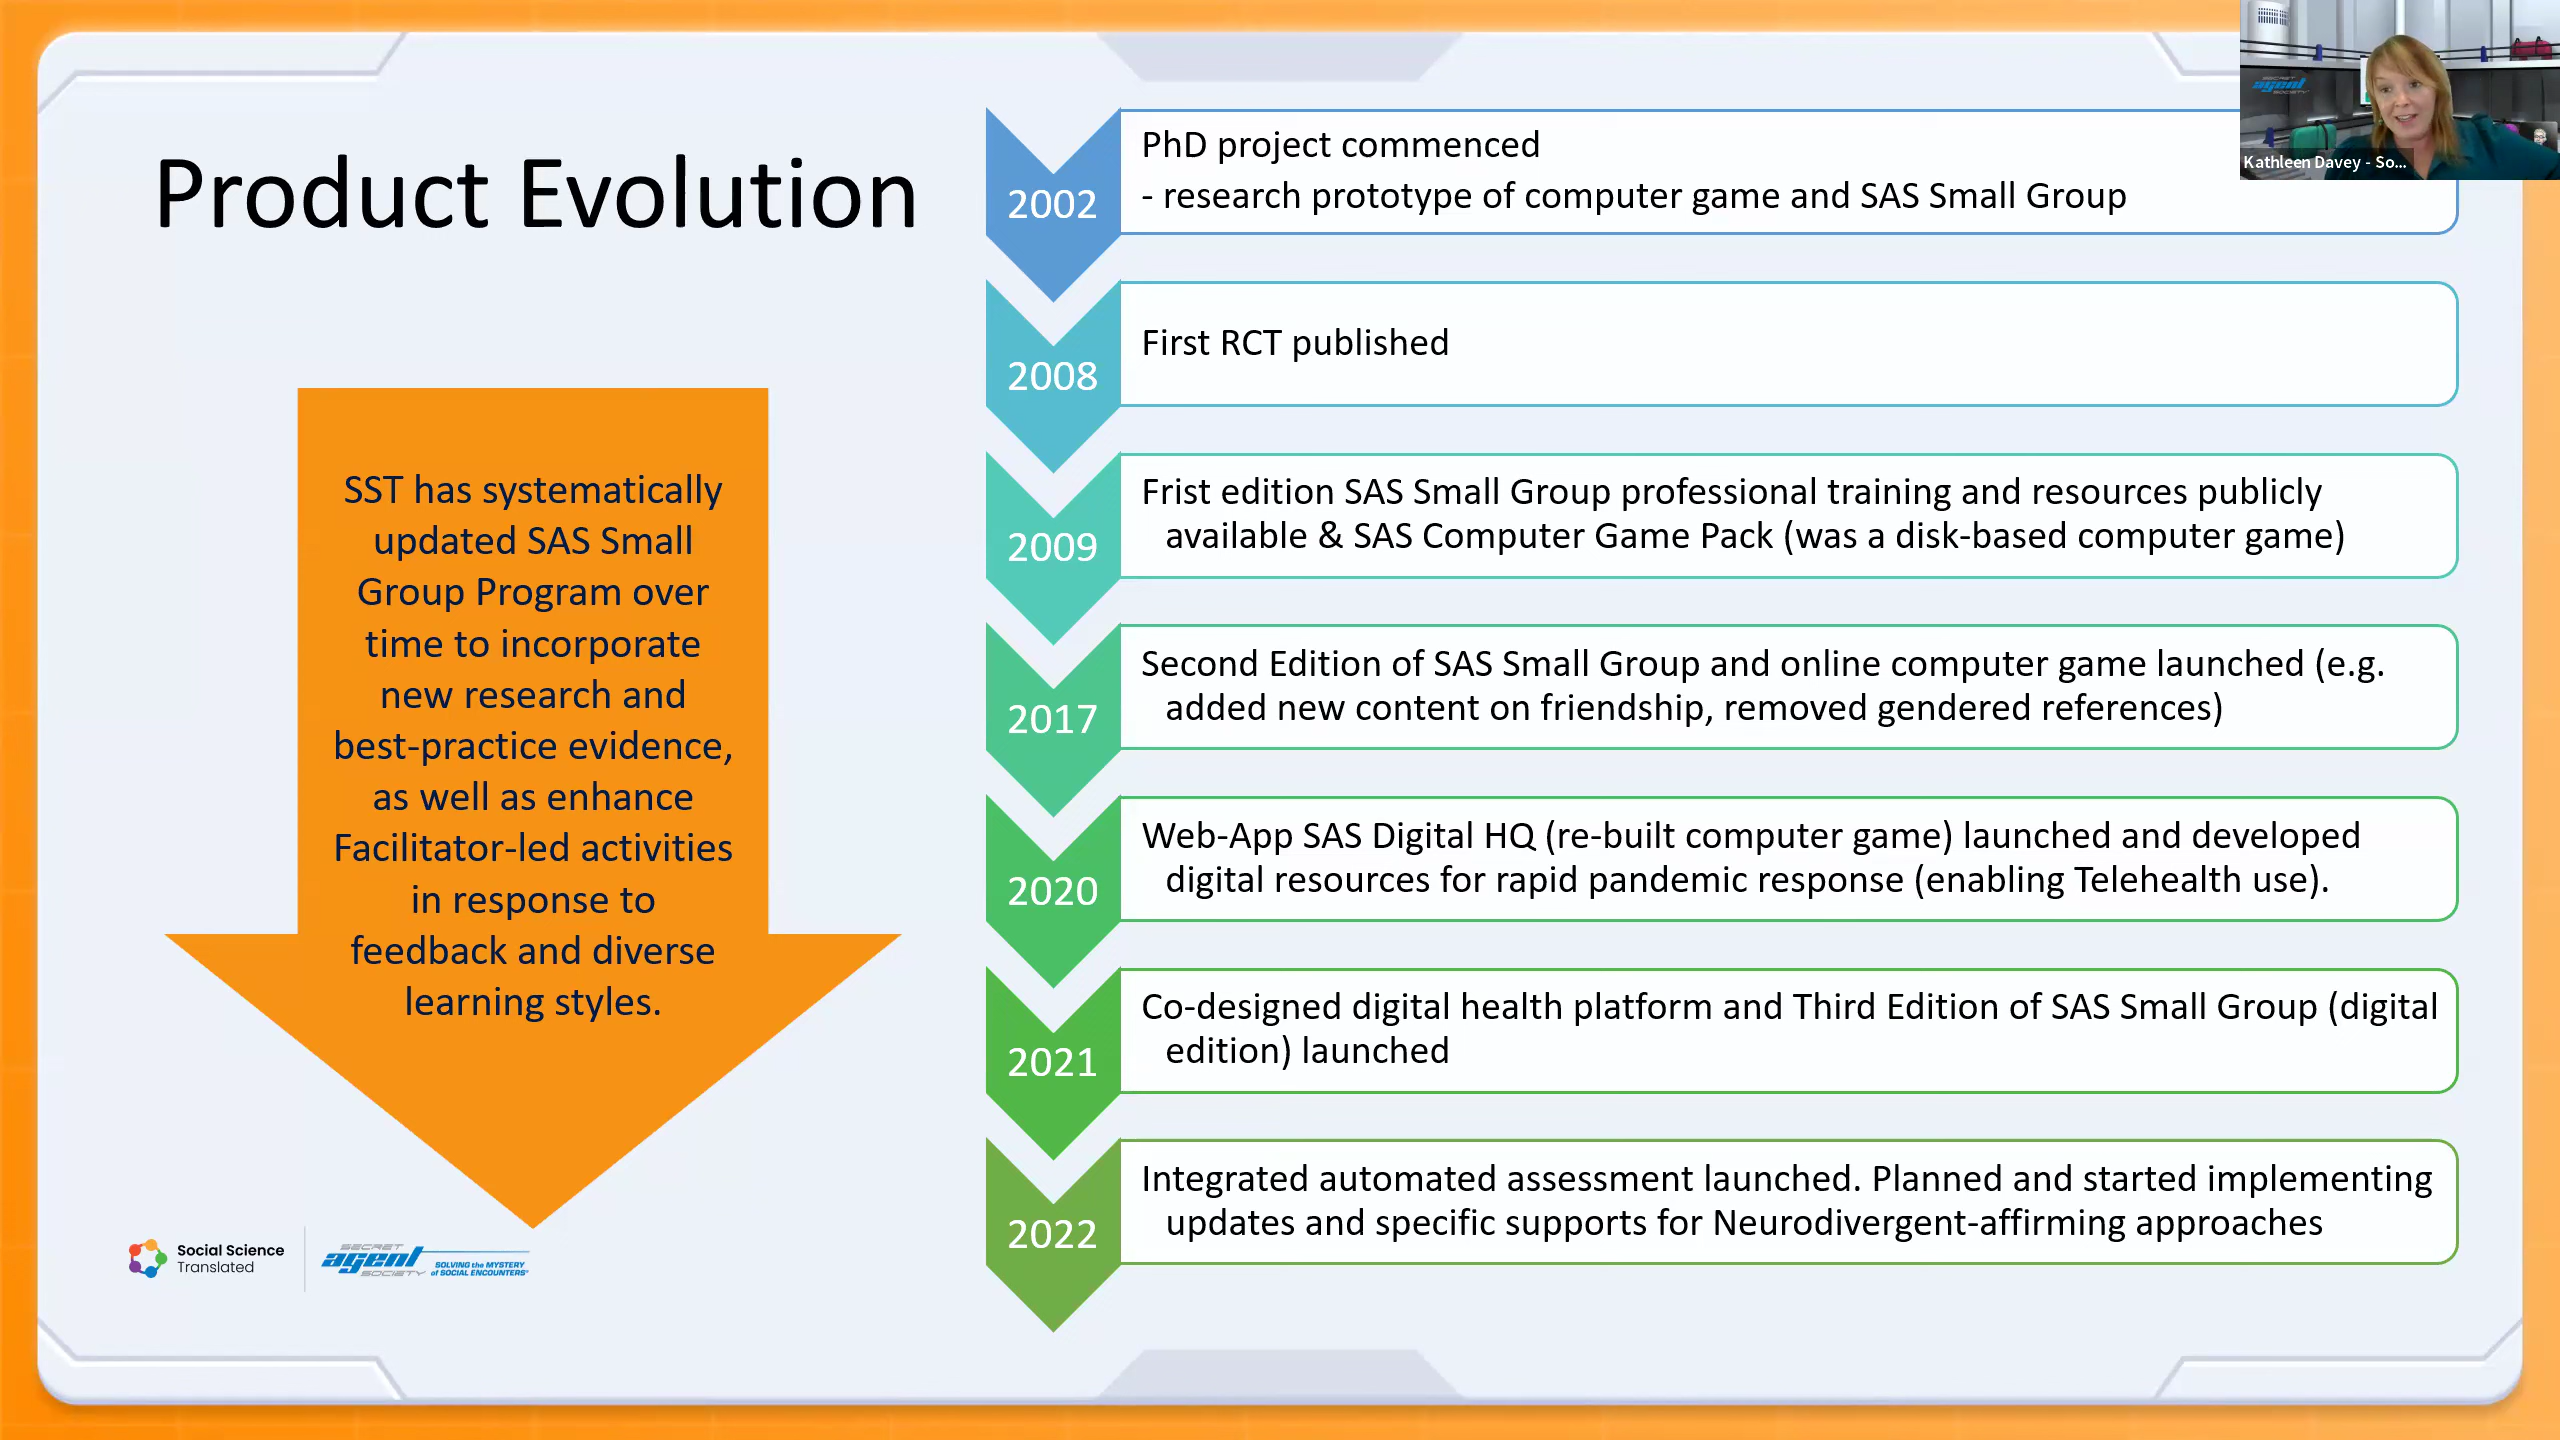 Product Evolution
SST has systematically
updated SAS Small
Group Program over
time to incorporate
new research and
best-practice evidence,
as well as enhance
Facilitator-led activities
in response to
feedback and diverse
learning styles.
2002
PhD project commenced
- research prototype of computer game and SAS Small Group
2008
First RCT published
2009
Frist edition SAS Small Group professional training and resources publicly
available & SAS Computer Game Pack (was a disk-based computer game)
2017
Second Edition of SAS Small Group and online computer game launched (e.g.
added new content on friendship, removed gendered references)
2020
Web-App SAS Digital HQ (re-built computer game) launched and developed
digital resources for rapid pandemic response (enabling Telehealth use).
2021
Co-designed digital health platform and Third Edition of SAS Small Group (digital
edition) launched
2022
Integrated automated assessment launched. Planned and started implementing
updates and specific supports for Neurodivergent-affirming approaches
Social Science
Translated
SECRET
agent
SOCIETY
SOLVING the MYSTERY
of SOCIAL ENCOUNTERS®
SECRET
agent
SOCIETY
Kathleen Davey - So...